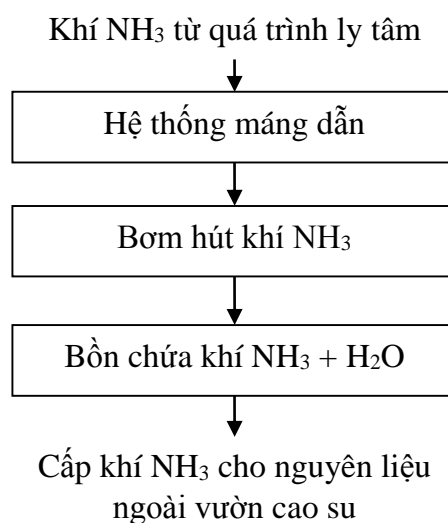 Khí NH₃ từ quá trình ly tâm
Hệ thống máng dẫn
Bơm hút khí NH₃
Bồn chứa khí NH₃ + H₂O
Cấp khí NH₃ cho nguyên liệu
ngoài vườn cao su